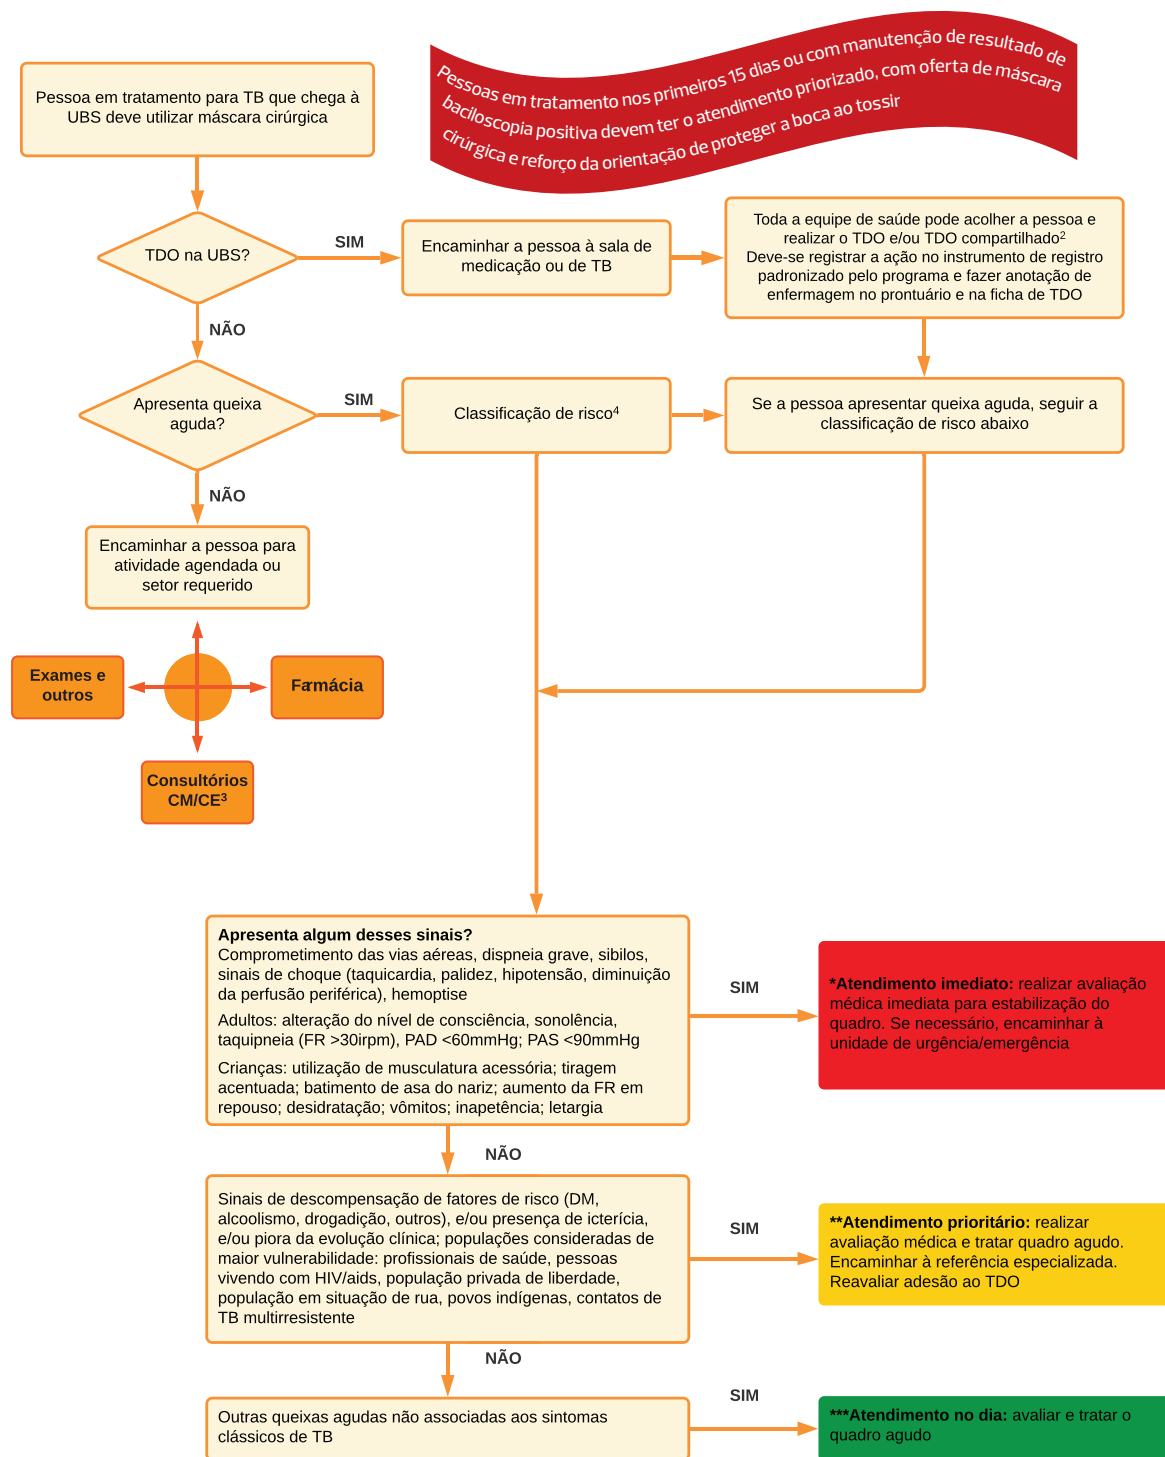 Pessoas em tratamento nos primeiros 15 dias ou com manutenção de resultado de
baciloscopia positiva devem ter o atendimento priorizado, com oferta de máscara
cirúrgica e reforço da orientação de proteger a boca ao tossir
Pessoa em tratamento para TB que chega à
UBS deve utilizar máscara cirúrgica
TDO na UBS?
SIM
Encaminhar a pessoa à sala de
medicação ou de TB
Toda a equipe de saúde pode acolher a pessoa e
realizar o TDO e/ou TDO compartilhado²
Deve-se registrar a ação no instrumento de registro
padronizado pelo programa e fazer anotação de
enfermagem no prontuário e na ficha de TDO
NÃO
Apresenta queixa
aguda?
SIM
Classificação de risco⁴
Se a pessoa apresentar queixa aguda, seguir a
classificação de risco abaixo
NÃO
Encaminhar a pessoa para
atividade agendada ou
setor requerido
Exames e
outros
Farmácia
Consultórios
CM/CE³
Apresenta algum desses sinais?
Comprometimento das vias aéreas, dispneia grave, sibilos,
sinais de choque (taquicardia, palidez, hipotensão, diminuição
da perfusão periférica), hemoptise
Adultos: alteração do nível de consciência, sonolência,
taquipneia (FR >30irpm), PAD <60mmHg; PAS <90mmHg
Crianças: utilização de musculatura acessória; tiragem
acentuada; batimento de asa do nariz; aumento da FR em
repouso; desidratação; vômitos; inapetência; letargia
SIM
*Atendimento imediato: realizar avaliação
médica imediata para estabilização do
quadro. Se necessário, encaminhar à
unidade de urgência/emergência
NÃO
Sinais de descompensação de fatores de risco (DM,
alcoolismo, drogadição, outros), e/ou presença de icterícia,
e/ou piora da evolução clínica; populações consideradas de
maior vulnerabilidade: profissionais de saúde, pessoas
vivendo com HIV/aids, população privada de liberdade,
população em situação de rua, povos indígenas, contatos de
TB multirresistente
SIM
**Atendimento prioritário: realizar
avaliação médica e tratar quadro agudo.
Encaminhar à referência especializada.
Reavaliar adesão ao TDO
NÃO
Outras queixas agudas não associadas aos sintomas
clássicos de TB
SIM
***Atendimento no dia: avaliar e tratar o
quadro agudo